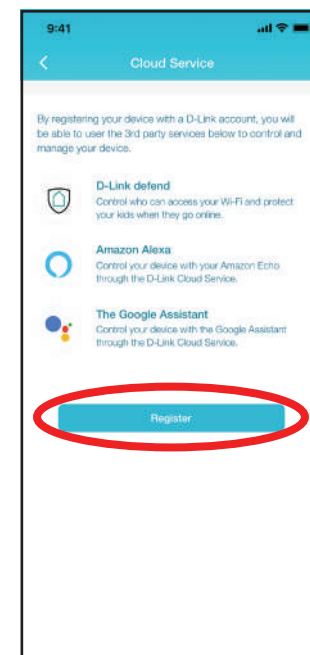 9:41
Cloud Service
By registering your device with a D-Link account, you will
be able to user the 3rd party services below to control and
manage your device.
D-Link defend
Control who can access your Wi-Fi and protect
your kids when they go online.
Amazon Alexa
Control your device with your Amazon Echo
through the D-Link Cloud Service.
The Google Assistant
Control your device with the Google Assistant
through the D-Link Cloud Service.
Register